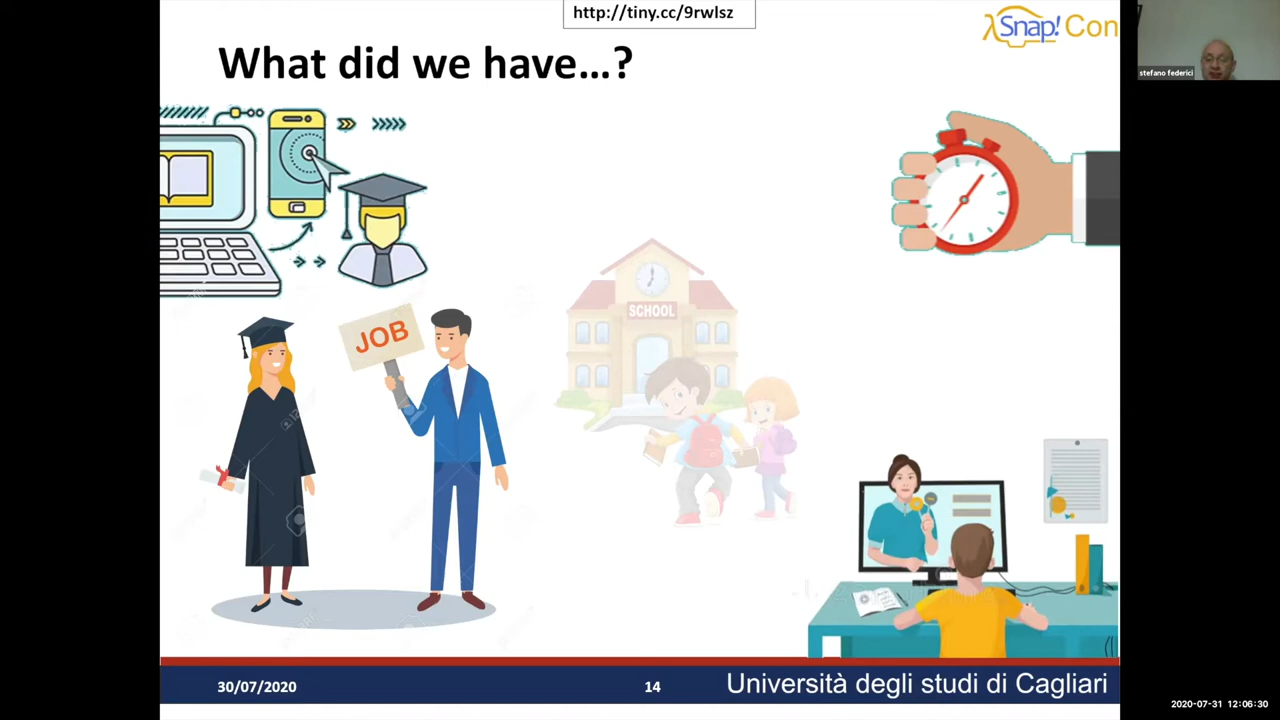 http://tiny.cc/9rwlsz
λSnap! Con
stefano federici
What did we have...?
SCHOOL
JOB
30/07/2020
14
Università degli studi di Cagliari
2020-07-31 12:06:30